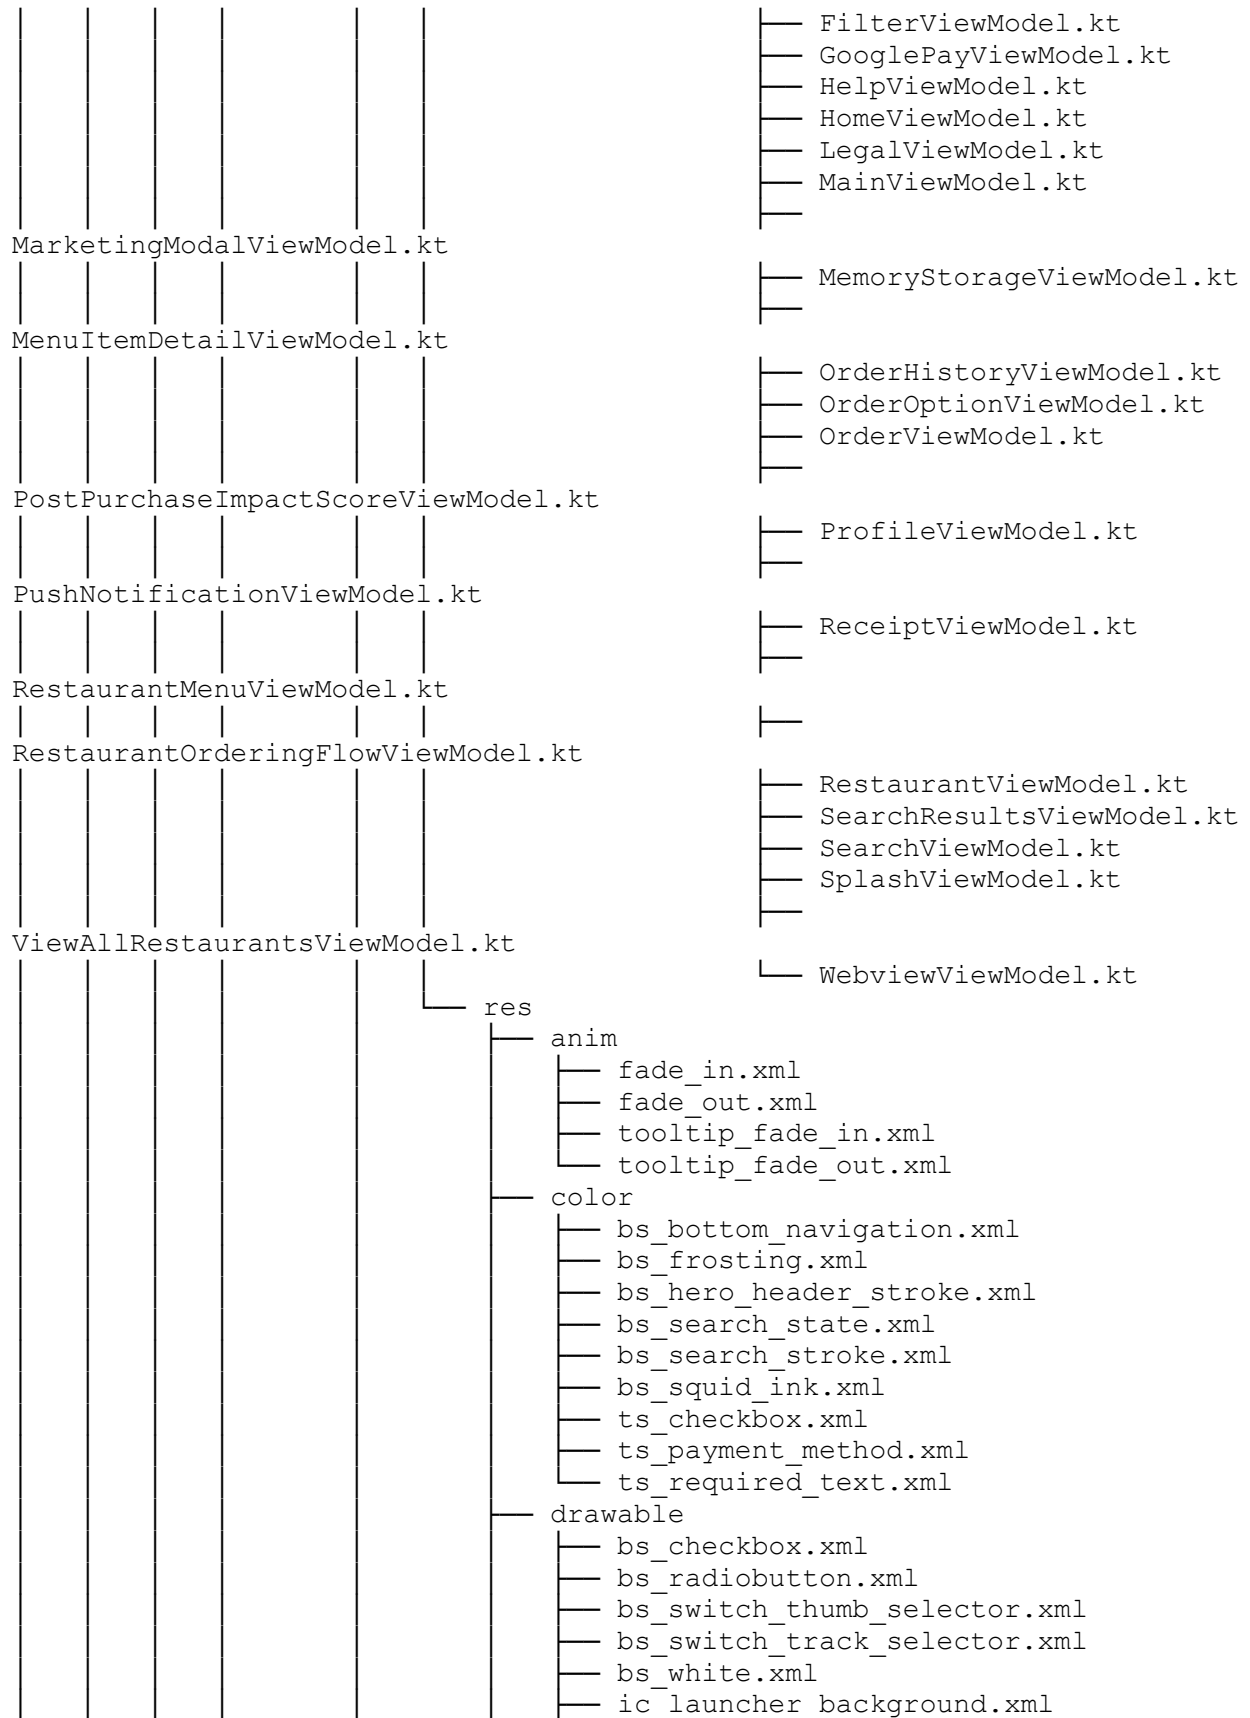 │   │   │   │       │   │                   ├── FilterViewModel.kt
│   │   │   │       │   │                   ├── GooglePayViewModel.kt
│   │   │   │       │   │                   ├── HelpViewModel.kt
│   │   │   │       │   │                   ├── HomeViewModel.kt
│   │   │   │       │   │                   ├── LegalViewModel.kt
│   │   │   │       │   │                   ├── MainViewModel.kt
│   │   │   │       │   │                   ├──
MarketingModalViewModel.kt
│   │   │   │       │   │                   ├── MemoryStorageViewModel.kt
│   │   │   │       │   │                   ├──
MenuItemDetailViewModel.kt
│   │   │   │       │   │                   ├── OrderHistoryViewModel.kt
│   │   │   │       │   │                   ├── OrderOptionViewModel.kt
│   │   │   │       │   │                   ├── OrderViewModel.kt
│   │   │   │       │   │                   ├──
PostPurchaseImpactScoreViewModel.kt
│   │   │   │       │   │                   ├── ProfileViewModel.kt
│   │   │   │       │   │                   ├──
PushNotificationViewModel.kt
│   │   │   │       │   │                   ├── ReceiptViewModel.kt
│   │   │   │       │   │                   ├──
RestaurantMenuViewModel.kt
│   │   │   │       │   │                   ├──
RestaurantOrderingFlowViewModel.kt
│   │   │   │       │   │                   ├── RestaurantViewModel.kt
│   │   │   │       │   │                   ├── SearchResultsViewModel.kt
│   │   │   │       │   │                   ├── SearchViewModel.kt
│   │   │   │       │   │                   ├── SplashViewModel.kt
│   │   │   │       │   │                   ├──
ViewAllRestaurantsViewModel.kt
│   │   │   │       │   │                   └── WebviewViewModel.kt
│   │   │   │       │   └── res
│   │   │   │       │       ├── anim
│   │   │   │       │       │   ├── fade_in.xml
│   │   │   │       │       │   ├── fade_out.xml
│   │   │   │       │       │   ├── tooltip_fade_in.xml
│   │   │   │       │       │   └── tooltip_fade_out.xml
│   │   │   │       │       ├── color
│   │   │   │       │       │   ├── bs_bottom_navigation.xml
│   │   │   │       │       │   ├── bs_frosting.xml
│   │   │   │       │       │   ├── bs_hero_header_stroke.xml
│   │   │   │       │       │   ├── bs_search_state.xml
│   │   │   │       │       │   ├── bs_search_stroke.xml
│   │   │   │       │       │   ├── bs_squid_ink.xml
│   │   │   │       │       │   ├── ts_checkbox.xml
│   │   │   │       │       │   ├── ts_payment_method.xml
│   │   │   │       │       │   └── ts_required_text.xml
│   │   │   │       │       ├── drawable
│   │   │   │       │       │   ├── bs_checkbox.xml
│   │   │   │       │       │   ├── bs_radiobutton.xml
│   │   │   │       │       │   ├── bs_switch_thumb_selector.xml
│   │   │   │       │       │   ├── bs_switch_track_selector.xml
│   │   │   │       │       │   ├── bs_white.xml
│   │   │   │       │       │   ├── ic_launcher_background.xml